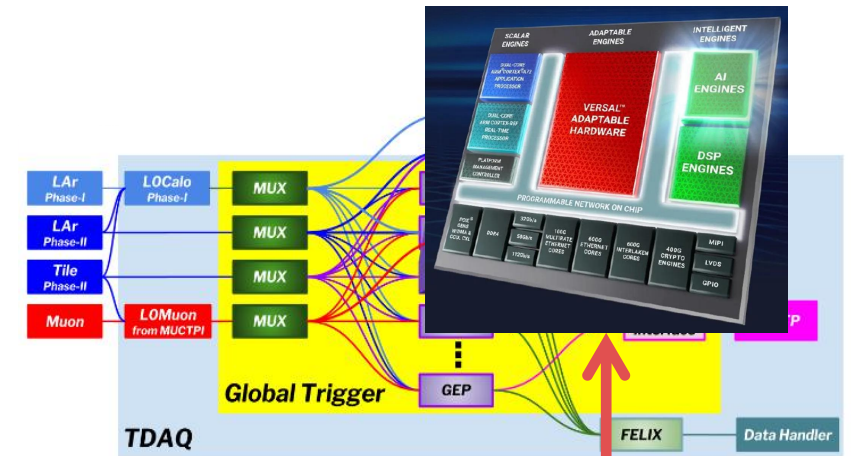 SCALAR
ENGINES
ADAPTABLE
ENGINES
INTELLIGENT
ENGINES
DUAL-CORE
APPLICATION
PROCESSOR
DUAL-CORE
REAL-TIME
PROCESSOR
PLATFORM
MANAGEMENT
CONTROLLER
VERSAL™
ADAPTABLE
HARDWARE
AI
ENGINES
DSP
ENGINES
PROGRAMMABLE NETWORK ON CHIP
DDR4
32Gb/s
58Gb/s
112Gb/s
100G
MULTIRATE
ETHERNET
CORES
600G
ETHERNET
CORES
600G
INTERLAKEN
CORES
400G
CRYPTO
ENGINES
MIPI
LVDS
GPIO
LAr
Phase-I
L0Calo
Phase-I
MUX
LAr
Phase-II
MUX
Tile
Phase-II
MUX
Muon
L0Muon
from MUCTPI
MUX
Global Trigger
GEP
TDAQ
FELIX
Data Handler